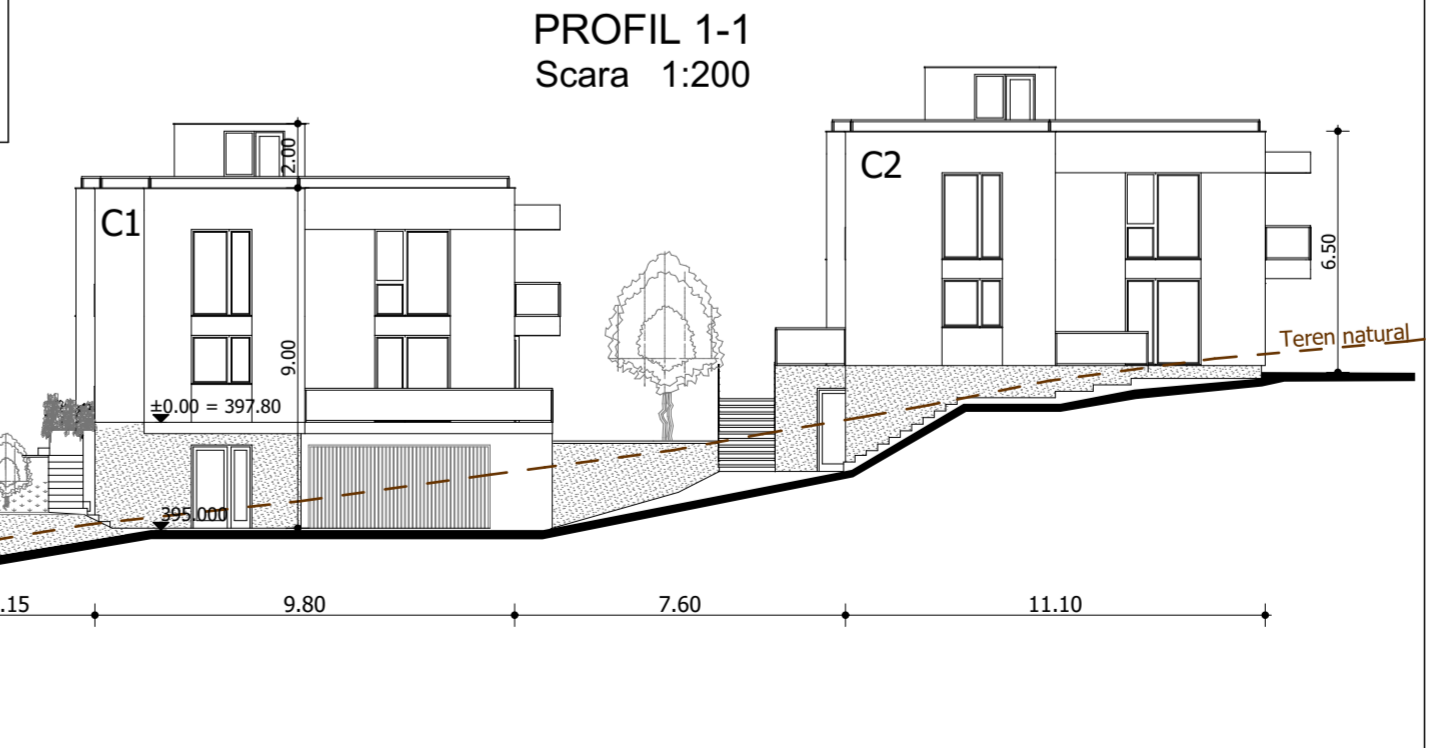 PROFIL 1-1
Scara 1:200
2.00
C1
C2
6.50
9.00
Teren natural
±0.00 = 397.80
395.000
.15
9.80
7.60
11.10